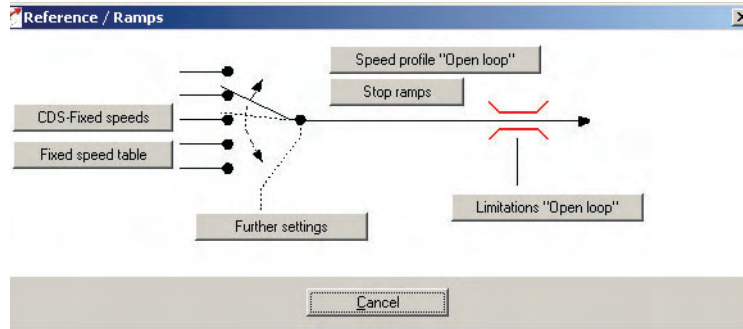 Reference / Ramps
Speed profile "Open loop"
Stop ramps
CDS-Fixed speeds
Fixed speed table
Limitations "Open loop"
Further settings
Cancel